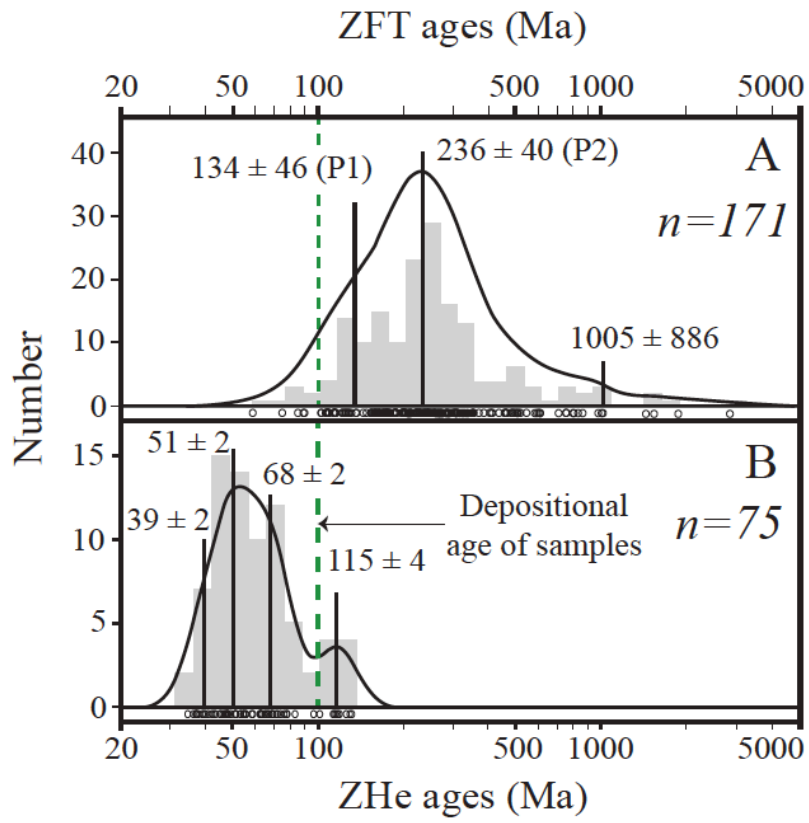 ZFT ages (Ma)
20 50 100 500 1000 5000
40
30
20
10
0
134 ± 46 (P1)
236 ± 40 (P2)
A
n=171
1005 ± 886
Number
15
10
5
0
51 ± 2
68 ± 2
39 ± 2
115 ± 4
Depositional
age of samples
B
n=75
20 50 100 500 1000 5000
ZHe ages (Ma)